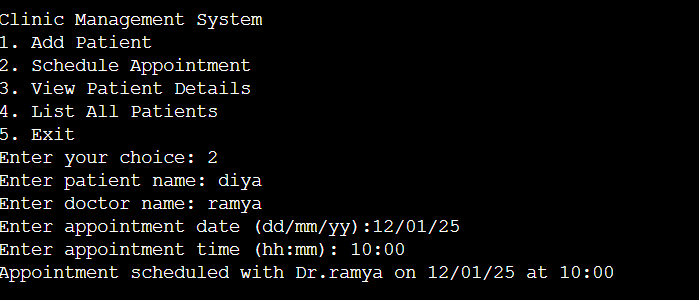 Clinic Management System
1. Add Patient
2. Schedule Appointment
3. View Patient Details
4. List All Patients
5. Exit
Enter your choice: 2
Enter patient name: diya
Enter doctor name: ramya
Enter appointment date (dd/mm/yy):12/01/25
Enter appointment time (hh:mm): 10:00
Appointment scheduled with Dr.ramya on 12/01/25 at 10:00